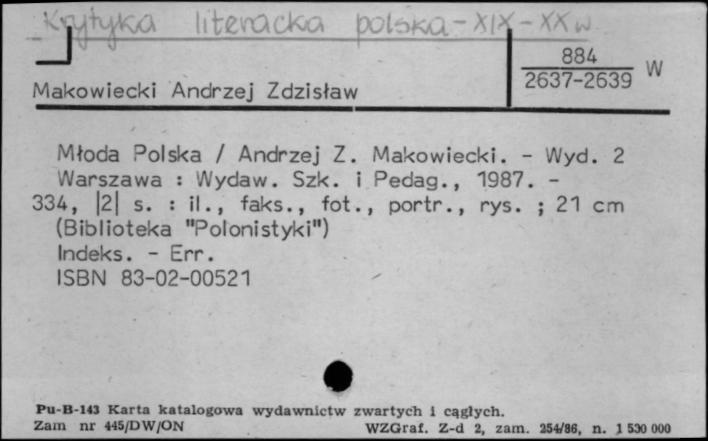 Krytyka literacka polska - XIX - XX w
884
2637-2639 W
Makowiecki Andrzej Zdzisław
Młoda Polska / Andrzej Z. Makowiecki. - Wyd. 2
Warszawa : Wydaw. Szk. i Pedag., 1987. -
334, |2| s. : il., faks., fot., portr., rys. ; 21 cm
(Biblioteka "Polonistyki")
Indeks. - Err.
ISBN 83-02-00521
Pu-B-143 Karta katalogowa wydawnictw zwartych i cągłych.
Zam nr 445/DW/ON WZGraf. Z-d 2, zam. 254/86, n. 1 530 000